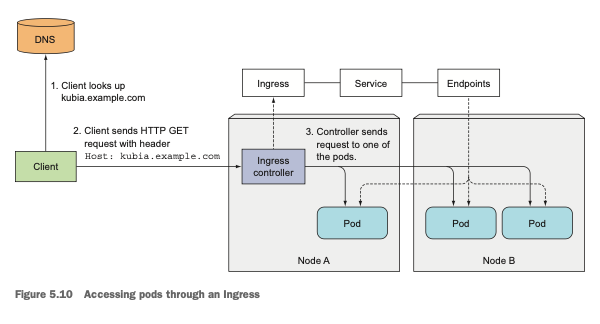 DNS
1. Client looks up
kubia.example.com
Ingress
Service
Endpoints
2. Client sends HTTP GET
request with header
Host: kubia.example.com
3. Controller sends
request to one of
the pods.
Client
Ingress
controller
Pod
Pod
Pod
Node A
Node B
Figure 5.10 Accessing pods through an Ingress